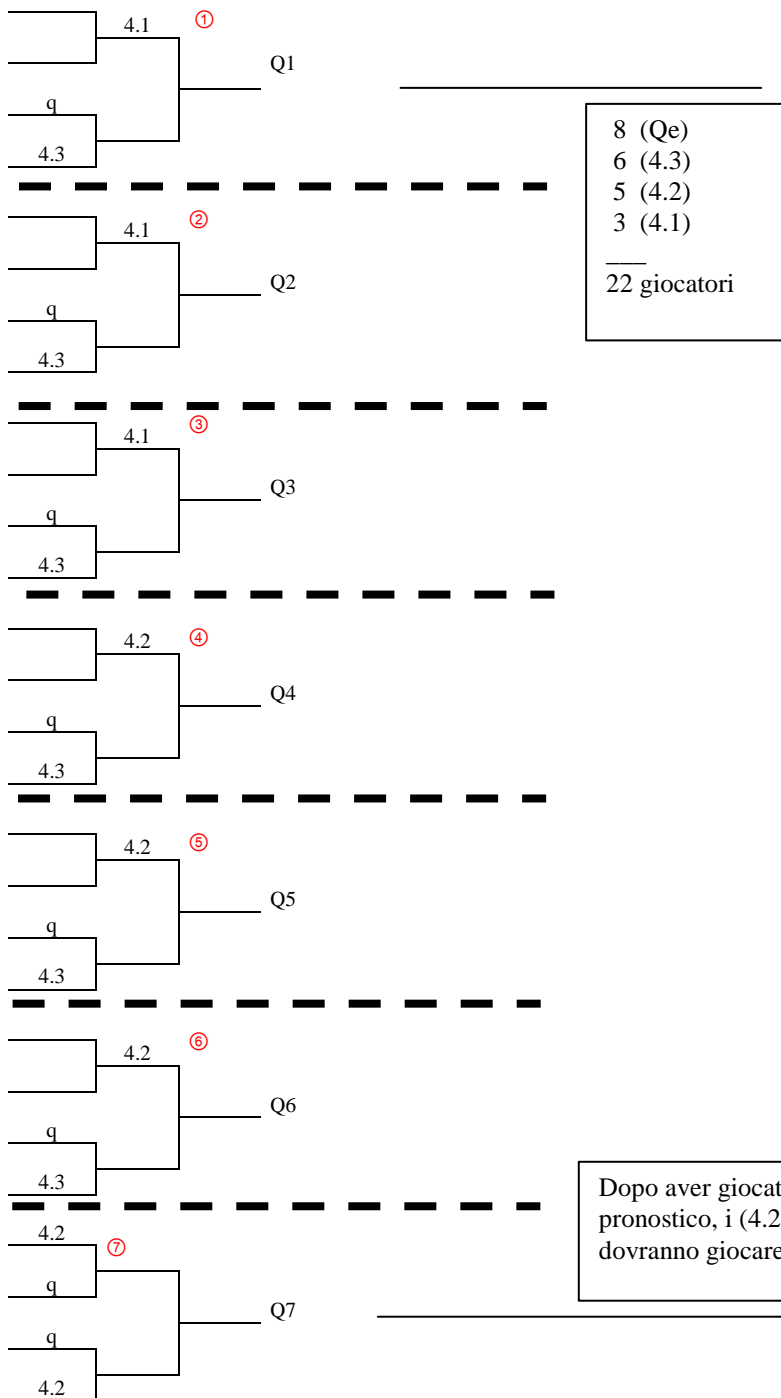 4.1 ①
Q1
q
4.3
8 (Qe)
6 (4.3)
5 (4.2)
3 (4.1)
___
22 giocatori
4.1 ②
Q2
q
4.3
4.1 ③
Q3
q
4.3
4.2 ④
Q4
q
4.3
4.2 ⑤
Q5
q
4.3
4.2 ⑥
Q6
q
4.3
Dopo aver giocat
pronostico, i (4.2
dovranno giocare
4.2 ⑦
q
Q7
q
4.2